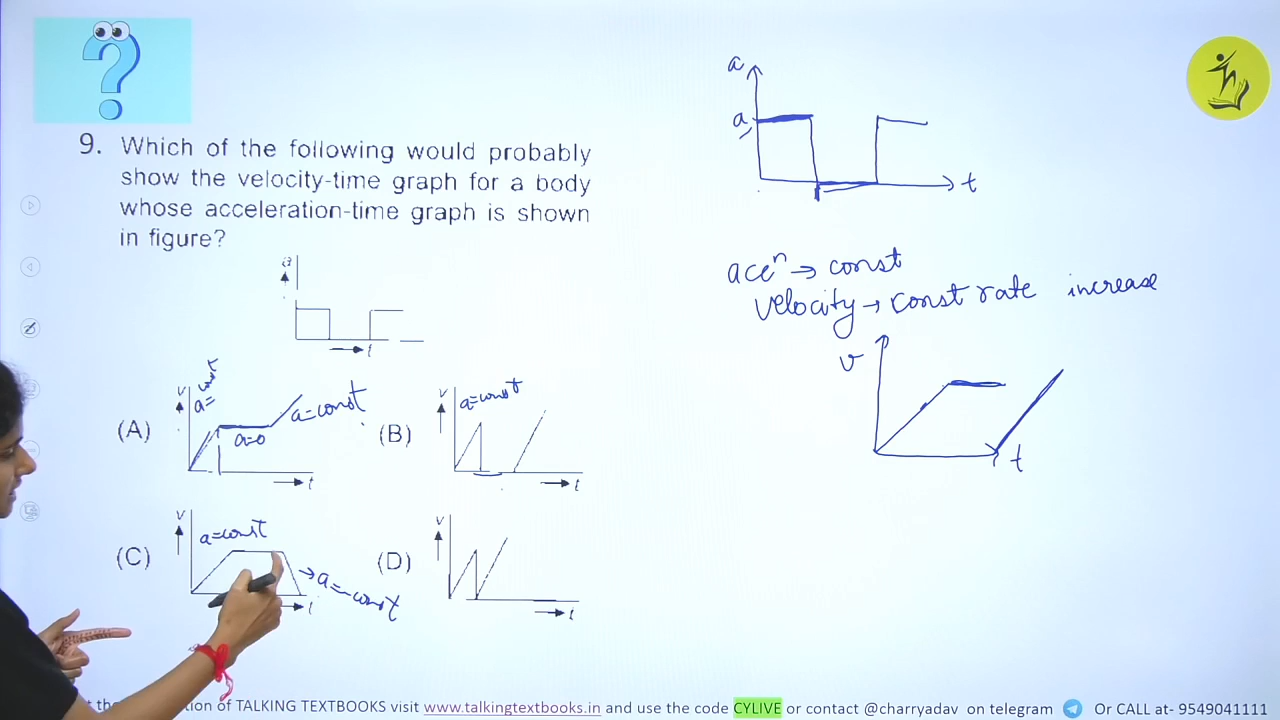 9. Which of the following would probably
show the velocity-time graph for a body
whose acceleration-time graph is shown
in figure?
a
t
(A)
v
a= const
a=0
a=const
t
(B)
v
a=const
t
(C)
v
a=const
→a=-const
t
(D)
v
t
a
a
t
accⁿ → const
velocity → const rate increase
v
t
tion of TALKING TEXTBOOKS visit www.talkingtextbooks.in and use the code CYLIVE or contact @charryadav on telegram Or CALL at- 9549041111